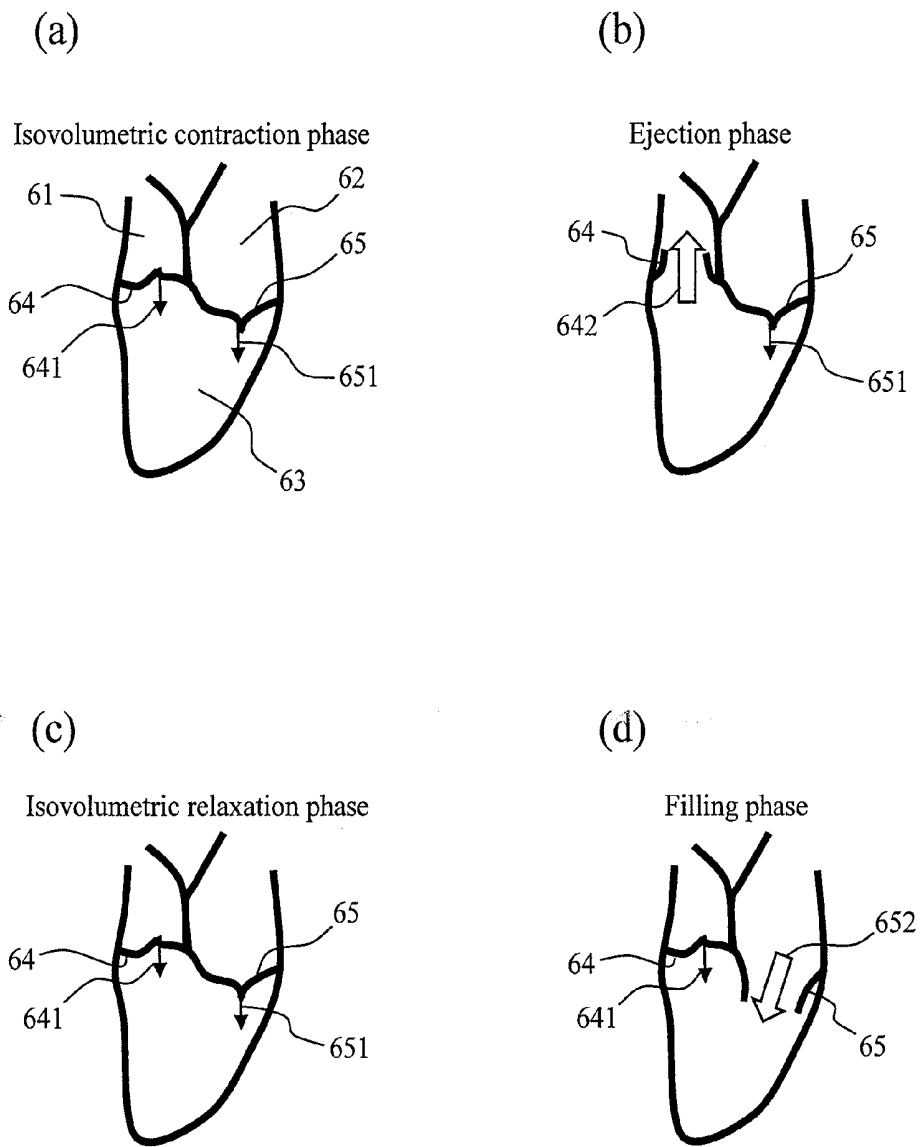 (a)
(b)
Isovolumetric contraction phase
Ejection phase
61
62
65
64
641
651
63
64
65
642
651
(c)
(d)
Isovolumetric relaxation phase
Filling phase
65
64
641
651
652
64
641
65